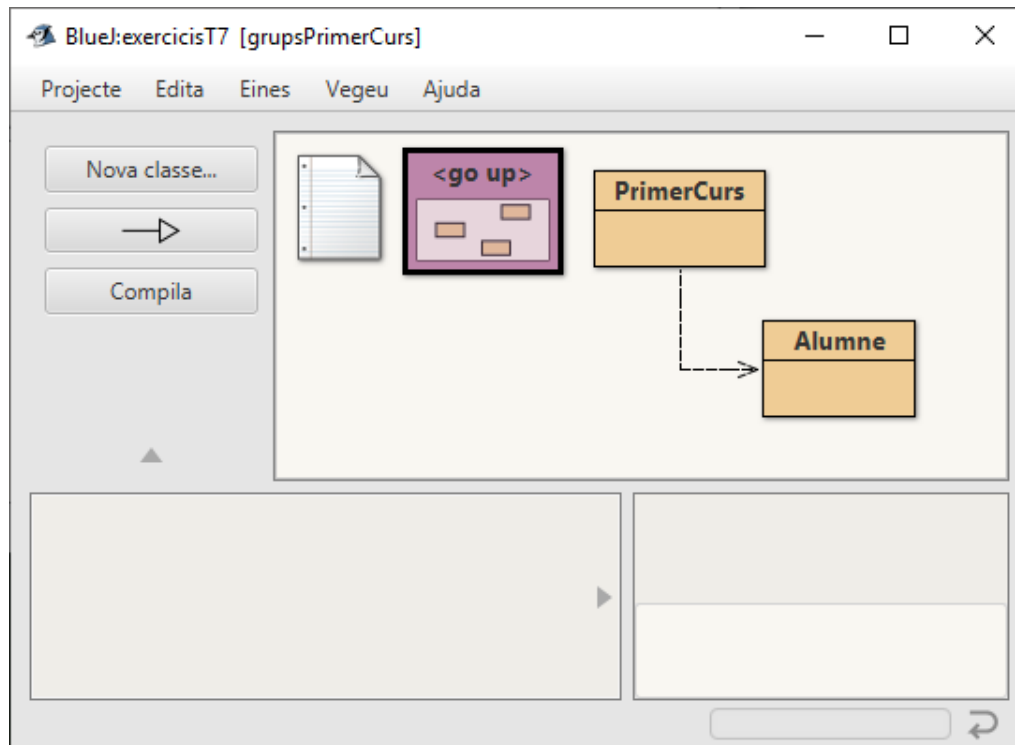 BlueJ:exercicisT7 [grupsPrimerCurs]
Projecte Edita Eines Vegeu Ajuda
Nova classe...
Compila
<go up>
PrimerCurs
Alumne